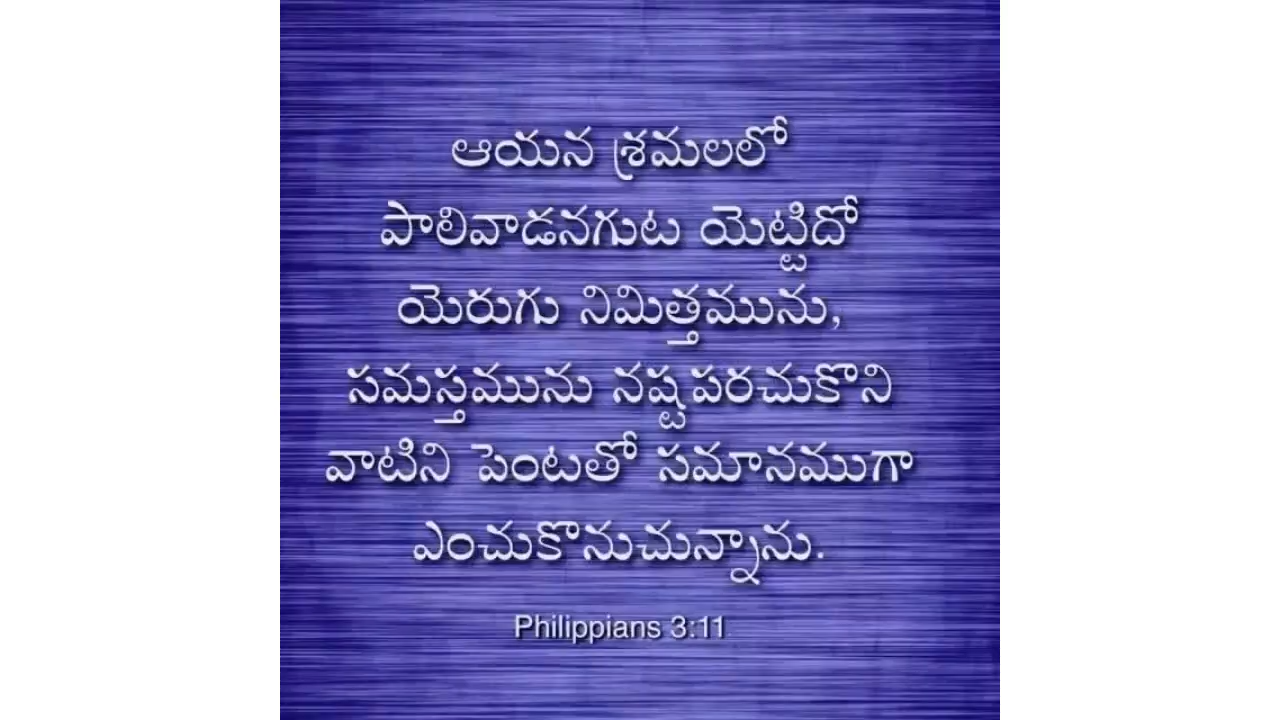 ఆయన శ్రమలలో
పాలివాడనగుట యెట్టిదో
యెరుగు నిమిత్తమును,
సమస్తమును నష్టపరచుకొని
వాటిని పెంటతో సమానముగా
ఎంచుకొనుచున్నాను.
Philippians 3:11